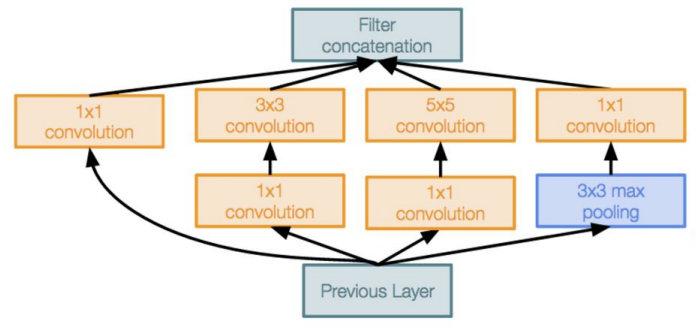 Filter
concatenation
1x1
convolution
3x3
convolution
5x5
convolution
1x1
convolution
1x1
convolution
1x1
convolution
3x3 max
pooling
Previous Layer